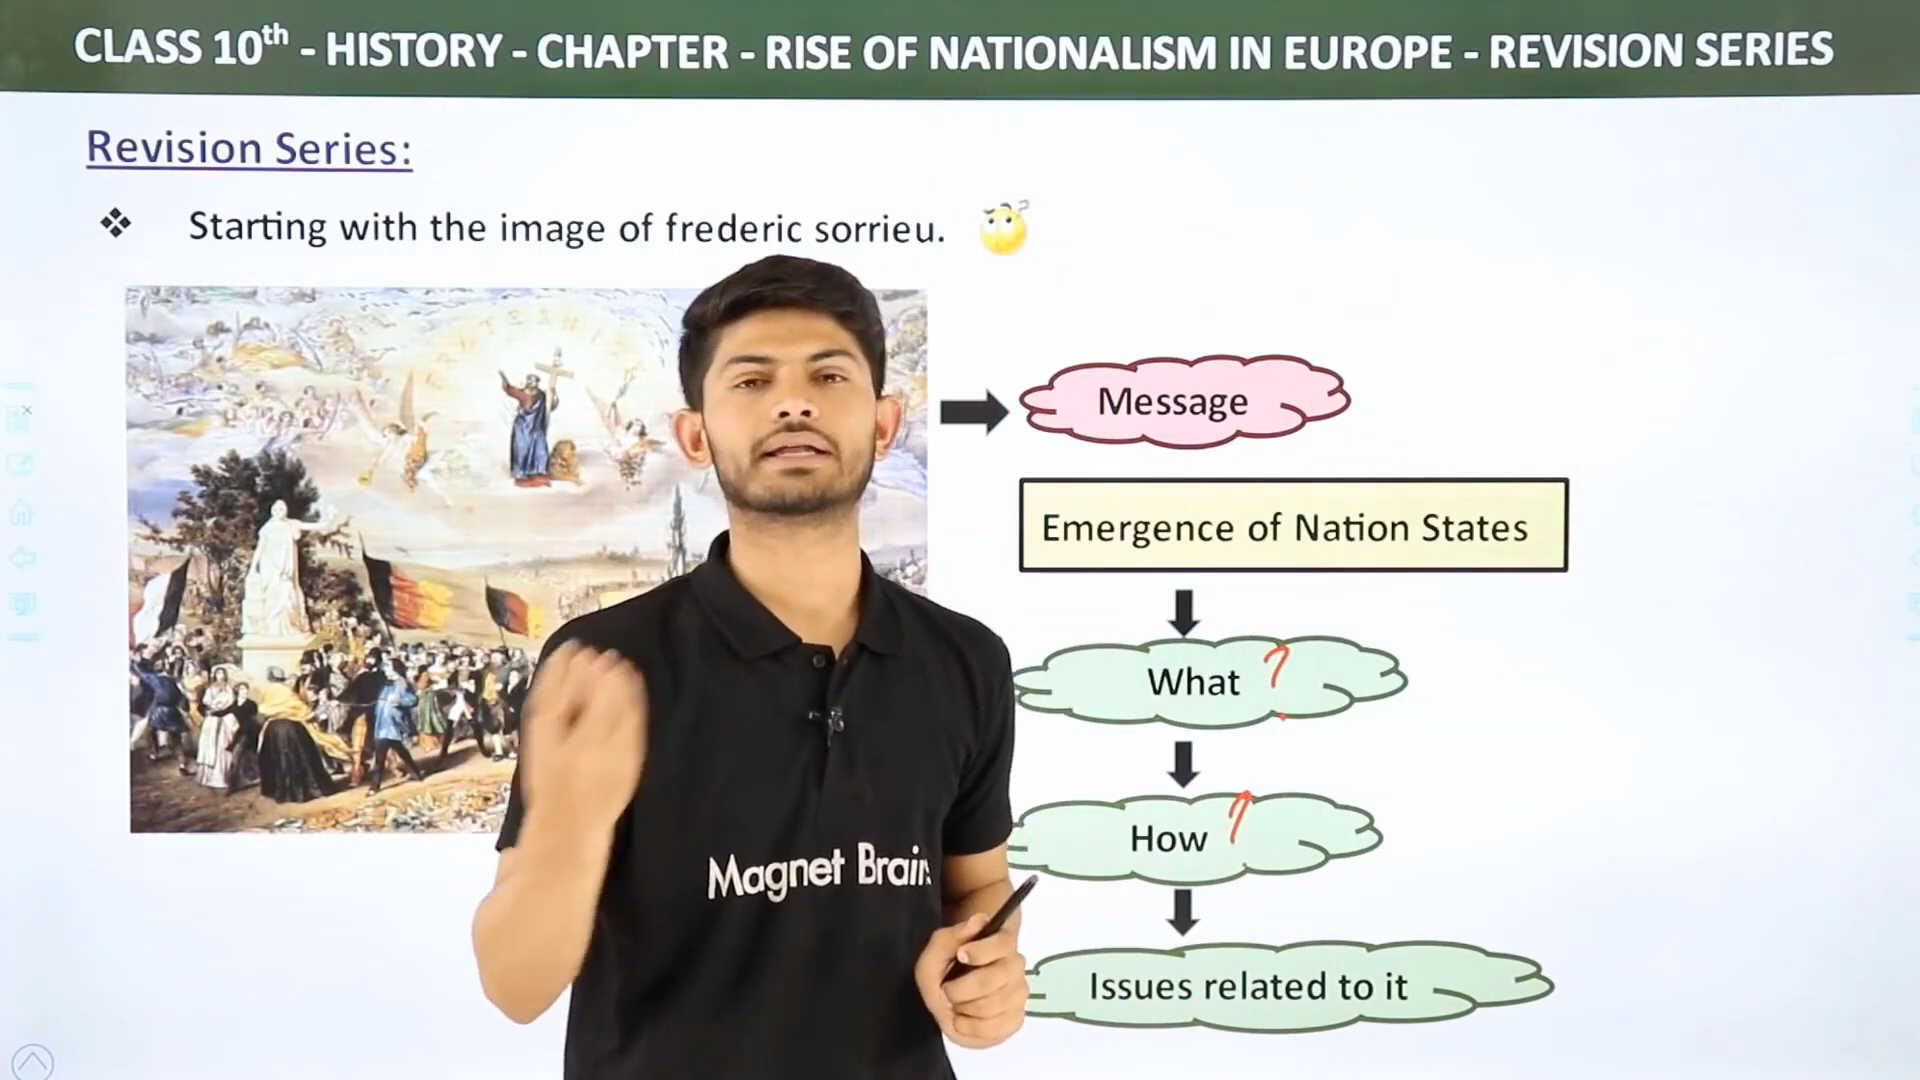 CLASS 10th - HISTORY - CHAPTER - RISE OF NATIONALISM IN EUROPE - REVISION SERIES
Revision Series:
❖ Starting with the image of frederic sorrieu.
Message
Emergence of Nation States
What ?
How ?
Issues related to it
Magnet Brains